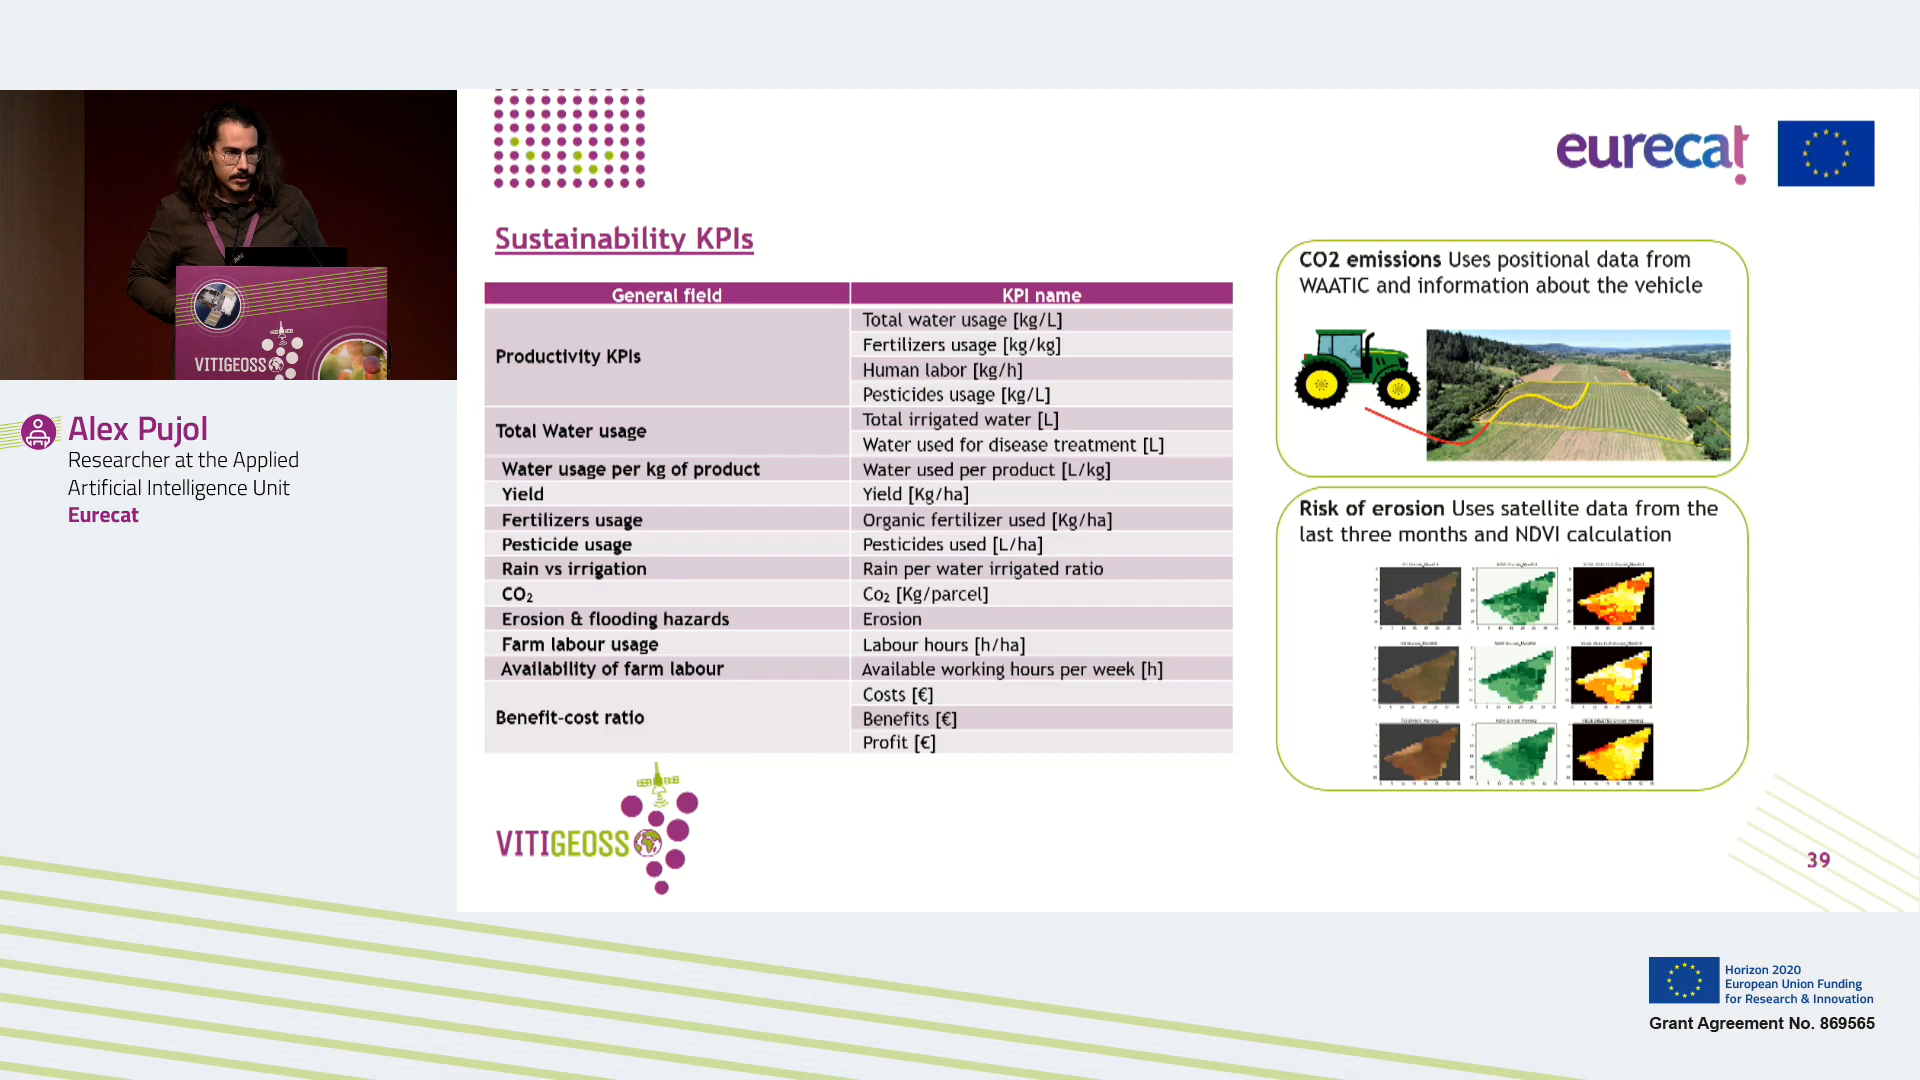 eurecat
Sustainability KPIs
General field KPI name
Productivity KPIs
Total water usage [kg/L]
Fertilizers usage [kg/kg]
Human labor [kg/h]
Pesticides usage [kg/L]
Total Water usage
Total irrigated water [L]
Water used for disease treatment [L]
Water usage per kg of product Water used per product [L/kg]
Yield Yield [Kg/ha]
Fertilizers usage Organic fertilizer used [Kg/ha]
Pesticide usage Pesticides used [L/ha]
Rain vs irrigation Rain per water irrigated ratio
CO₂ Co₂ [Kg/parcel]
Erosion & flooding hazards Erosion
Farm labour usage Labour hours [h/ha]
Availability of farm labour Available working hours per week [h]
Benefit-cost ratio
Costs [€]
Benefits [€]
Profit [€]
CO2 emissions Uses positional data from
WAATIC and information about the vehicle
Risk of erosion Uses satellite data from the
last three months and NDVI calculation
VITIGEOSS
39
VITIGEOSS
Alex Pujol
Researcher at the Applied
Artificial Intelligence Unit
Eurecat
Horizon 2020
European Union Funding
for Research & Innovation
Grant Agreement No. 869565